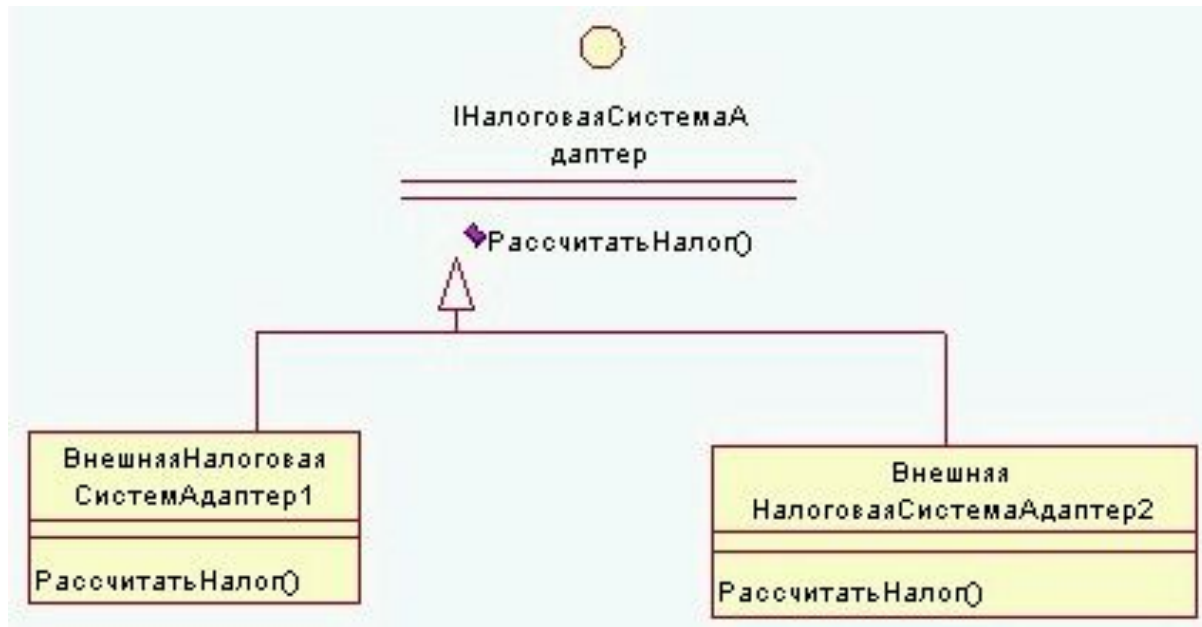 IНалоговаяСистемаА
даптер
РассчитатьНалог()
ВнешняяНалоговая
СистемАдаптер1
РассчитатьНалог()
Внешняя
НалоговаяСистемаАдаптер2
РассчитатьНалог()